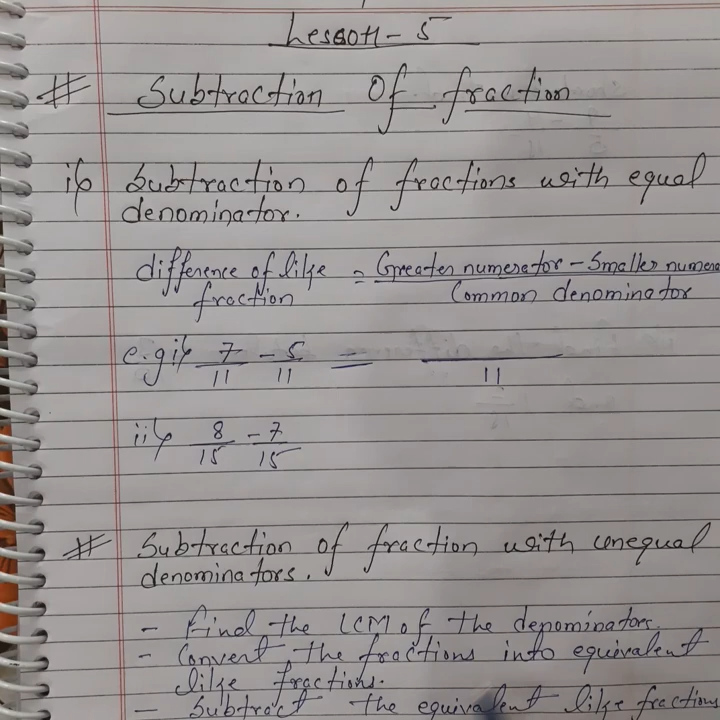 Lesson - 5
# Subtraction Of fraction
i) Subtraction of fractions with equal
denominator.
difference of like fraction = Greater numerator - Smaller numera / Common denominator
e.g i) 7/11 - 5/11 = __/11
ii) 8/15 - 7/15
# Subtraction of fraction with unequal
denominators.
- Find the LCM of the denominators.
- Convert the fractions into equivalent
like fractions.
- Subtract the equivalent like fractions